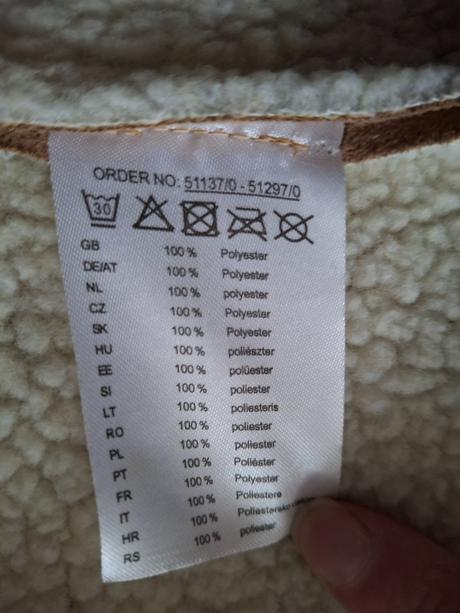 ORDER NO: 51137/0 - 51297/0
30
GB 100 % Polyester
DE/AT 100 % Polyester
NL 100 % polyester
CZ 100 % Polyester
SK 100 % Polyester
HU 100 % poliészter
EE 100 % polüester
SI 100 % poliester
LT 100 % poliesteris
RO 100 % poliester
PL 100 % poliester
PT 100 % Poliéster
FR 100 % Polyester
IT 100 % Poliestere
HR 100 % Poliestersko
RS 100 % poliester